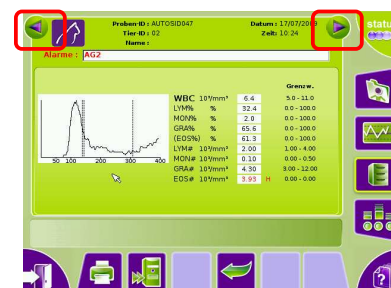 Proben-ID : AUTOSID047 Datum : 17/07/2009
Tier-ID : 02 Zeit: 10:24
Name :
statu
Alarme : AG2
Grenzw.
WBC 10³/mm³ 6.4 5.0 - 11.0
LYM% % 32.4 0.0 - 100.0
MON% % 2.0 0.0 - 100.0
GRA% % 65.6 0.0 - 100.0
(EOS%) % 61.3 0.0 - 100.0
LYM# 10³/mm³ 2.00 1.00 - 4.00
MON# 10³/mm³ 0.10 0.00 - 0.50
GRA# 10³/mm³ 4.30 3.00 - 12.00
EOS# 10³/mm³ 3.93 H 0.00 - 0.00
50 100 200 300 400
?